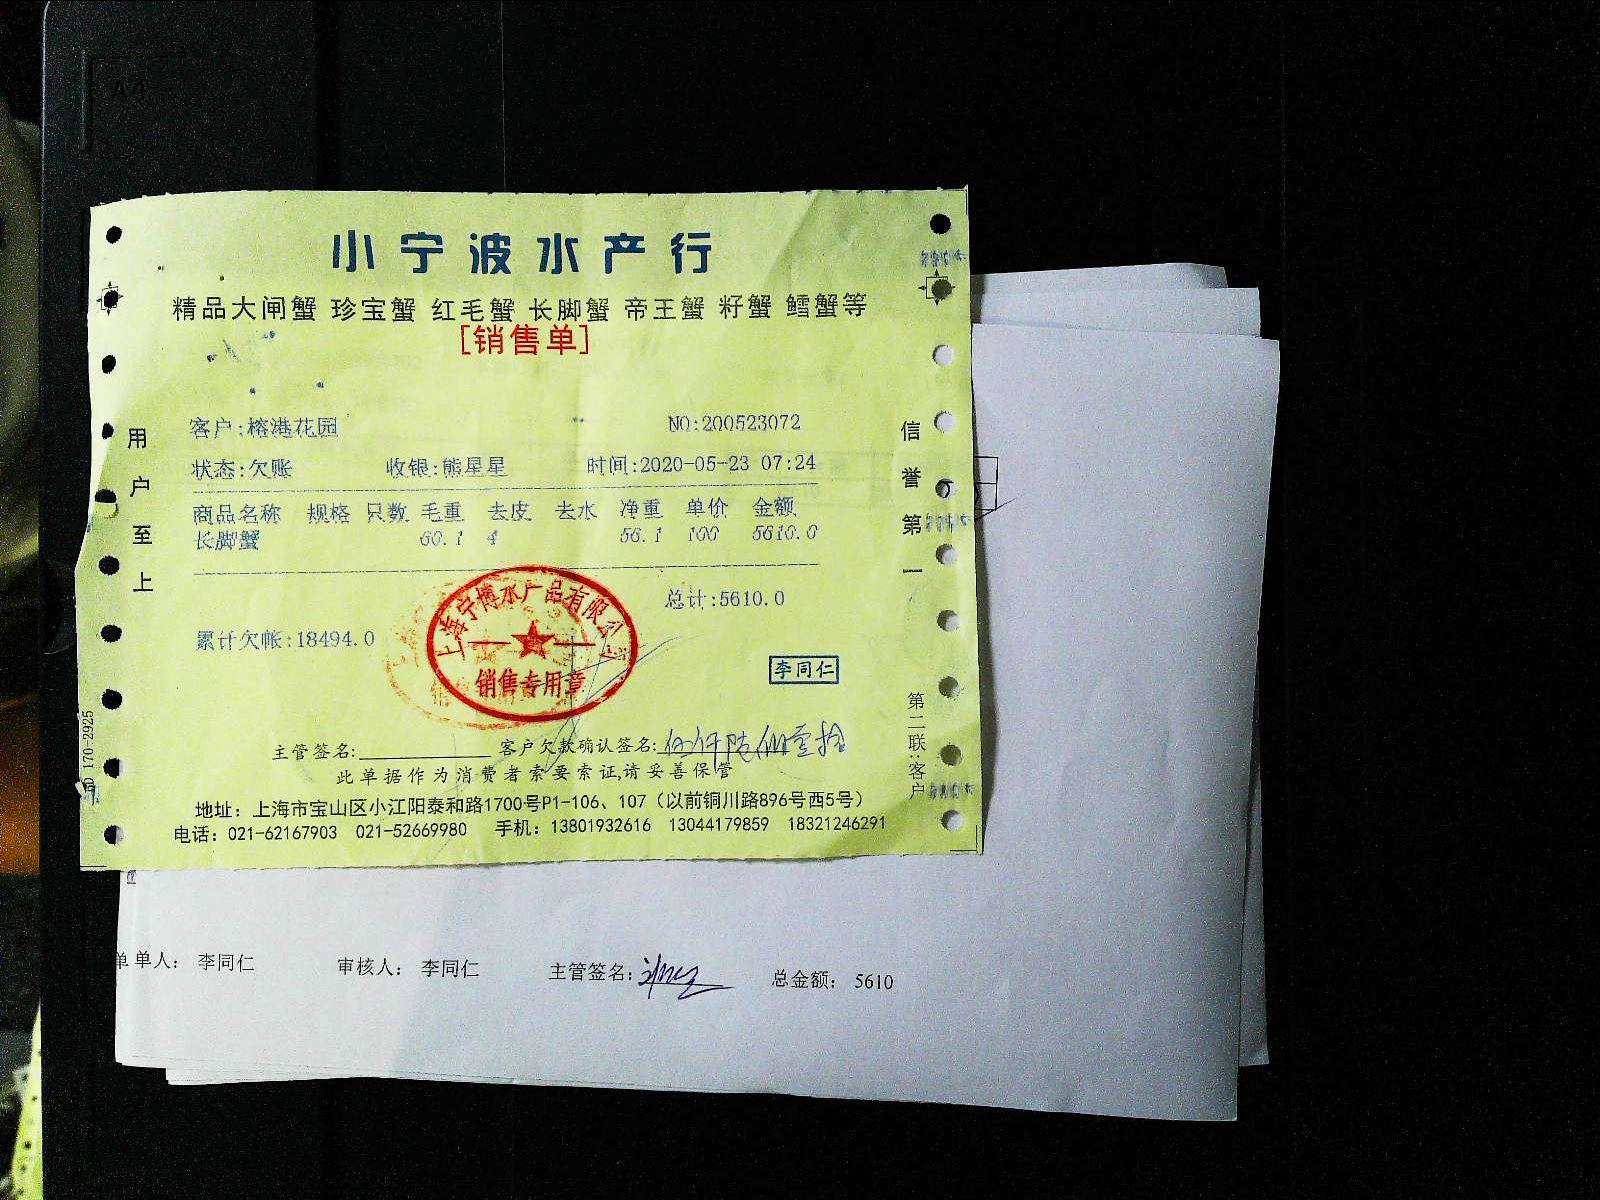 小宁波水产行
精品大闸蟹 珍宝蟹 红毛蟹 长脚蟹 帝王蟹 籽蟹 鳕蟹等
[销售单]
客户:榕港花园 NO:200523072
状态:欠账 收银:熊星星 时间:2020-05-23 07:24
商品名称 规格 只数 毛重 去皮 去水 净重 单价 金额
长脚蟹 60.1 4 56.1 100 5610.0
总计:5610.0
累计欠帐:18494.0
上海宁博水产品有限公司
销售专用章
李同仁
主管签名: 客户欠款确认签名:伍仟陆佰壹拾
此单据作为消费者索要索证,请妥善保管
地址：上海市宝山区小江阳泰和路1700号P1-106、107（以前铜川路896号西5号）
电话：021-62167903 021-52669980 手机：13801932616 13044179859 18321246291
用户至上
信誉第一
第二联:客户
170-2925
单人： 李同仁 审核人： 李同仁 主管签名： 总金额： 5610
A4